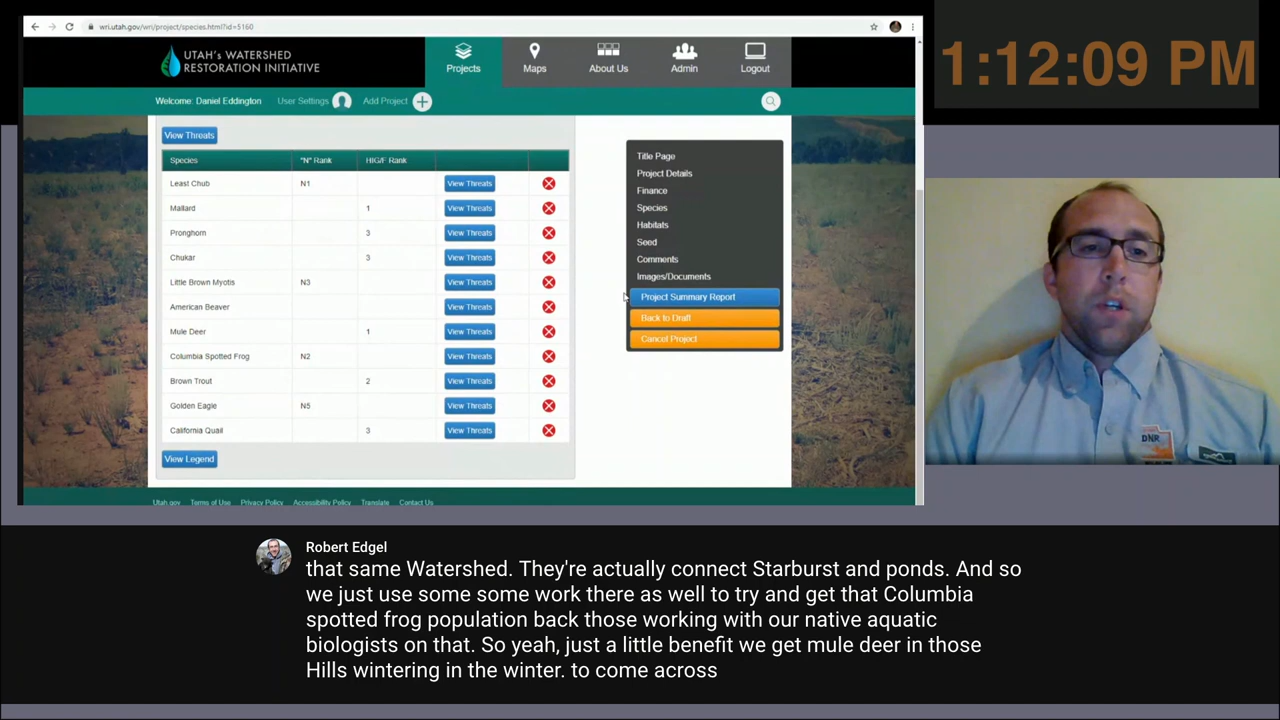 wri.utah.gov/wri/project/species.html?id=5160
1:12:09 PM
UTAH's WATERSHED
RESTORATION INITIATIVE
Projects
Maps
About Us
Admin
Logout
Welcome: Daniel Eddington
User Settings
Add Project
View Threats
Species "N" Rank HIG/F Rank
Least Chub N1 View Threats
Mallard 1 View Threats
Pronghorn 3 View Threats
Chukar 3 View Threats
Little Brown Myotis N3 View Threats
American Beaver View Threats
Mule Deer 1 View Threats
Columbia Spotted Frog N2 View Threats
Brown Trout 2 View Threats
Golden Eagle N5 View Threats
California Quail 3 View Threats
View Legend
Title Page
Project Details
Finance
Species
Habitats
Seed
Comments
Images/Documents
Project Summary Report
Back to Draft
Cancel Project
Utah.gov Terms of Use Privacy Policy Accessibility Policy Translate Contact Us
DNR
Robert Edgel
that same Watershed. They're actually connect Starburst and ponds. And so
we just use some some work there as well to try and get that Columbia
spotted frog population back those working with our native aquatic
biologists on that. So yeah, just a little benefit we get mule deer in those
Hills wintering in the winter. to come across